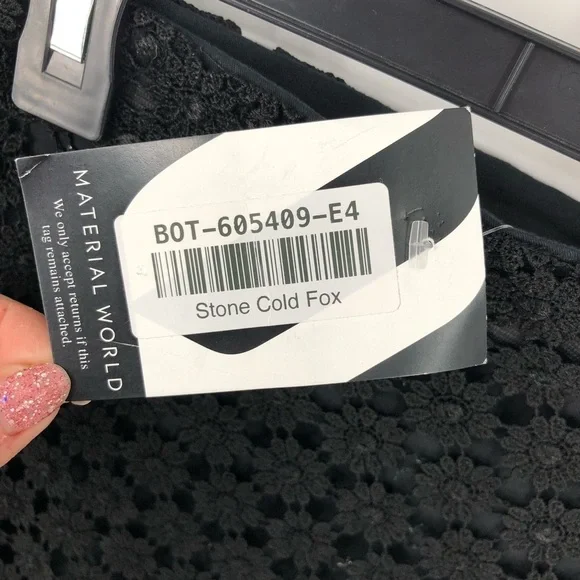 MATERIAL WORLD
We only accept returns if this
tag remains attached.
BOT-605409-E4
Stone Cold Fox